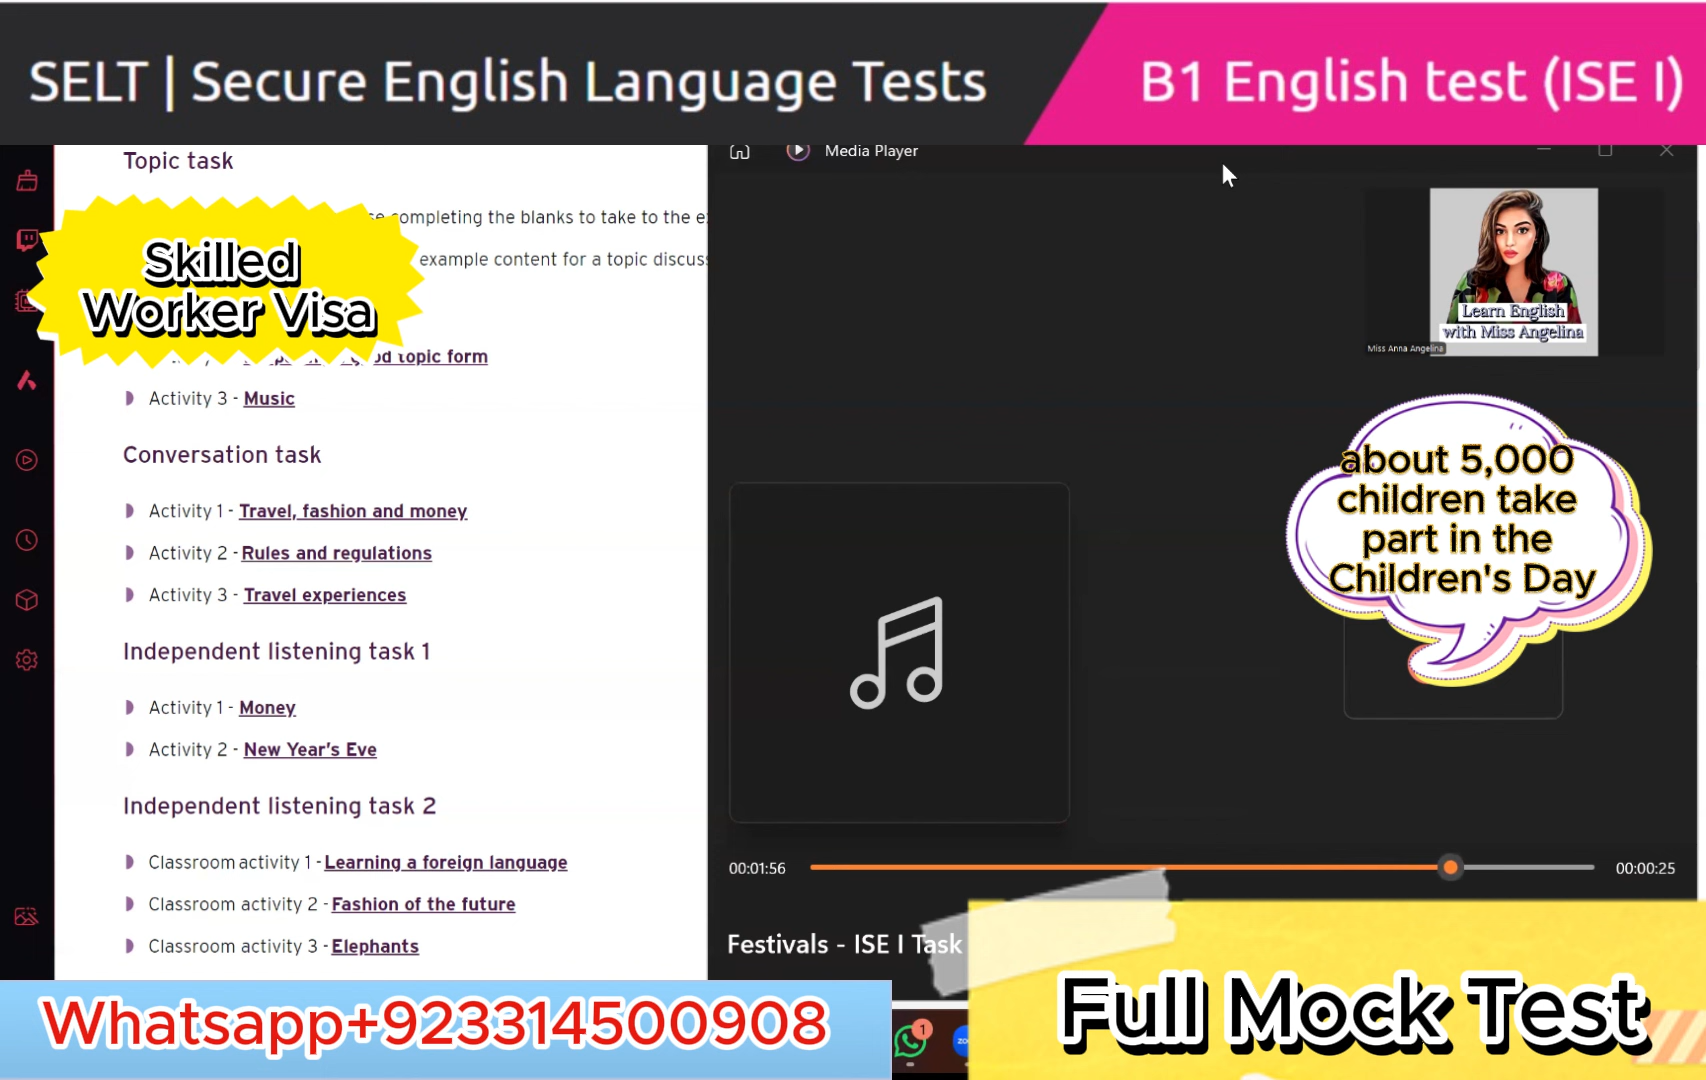 SELT | Secure English Language Tests
B1 English test (ISE I)
Topic task
completing the blanks to take to the
example content for a topic
Skilled
Worker Visa
topic form
Activity 3 - Music
Conversation task
Activity 1 - Travel, fashion and money
Activity 2 - Rules and regulations
Activity 3 - Travel experiences
Independent listening task 1
Activity 1 - Money
Activity 2 - New Year's Eve
Independent listening task 2
Classroom activity 1 - Learning a foreign language
Classroom activity 2 - Fashion of the future
Classroom activity 3 - Elephants
Media Player
Learn English
with Miss Angelina
Miss Anna Angelina
about 5,000
children take
part in the
Children's Day
00:01:56
00:00:25
Festivals - ISE I Task
Whatsapp+923314500908
1
Full Mock Test